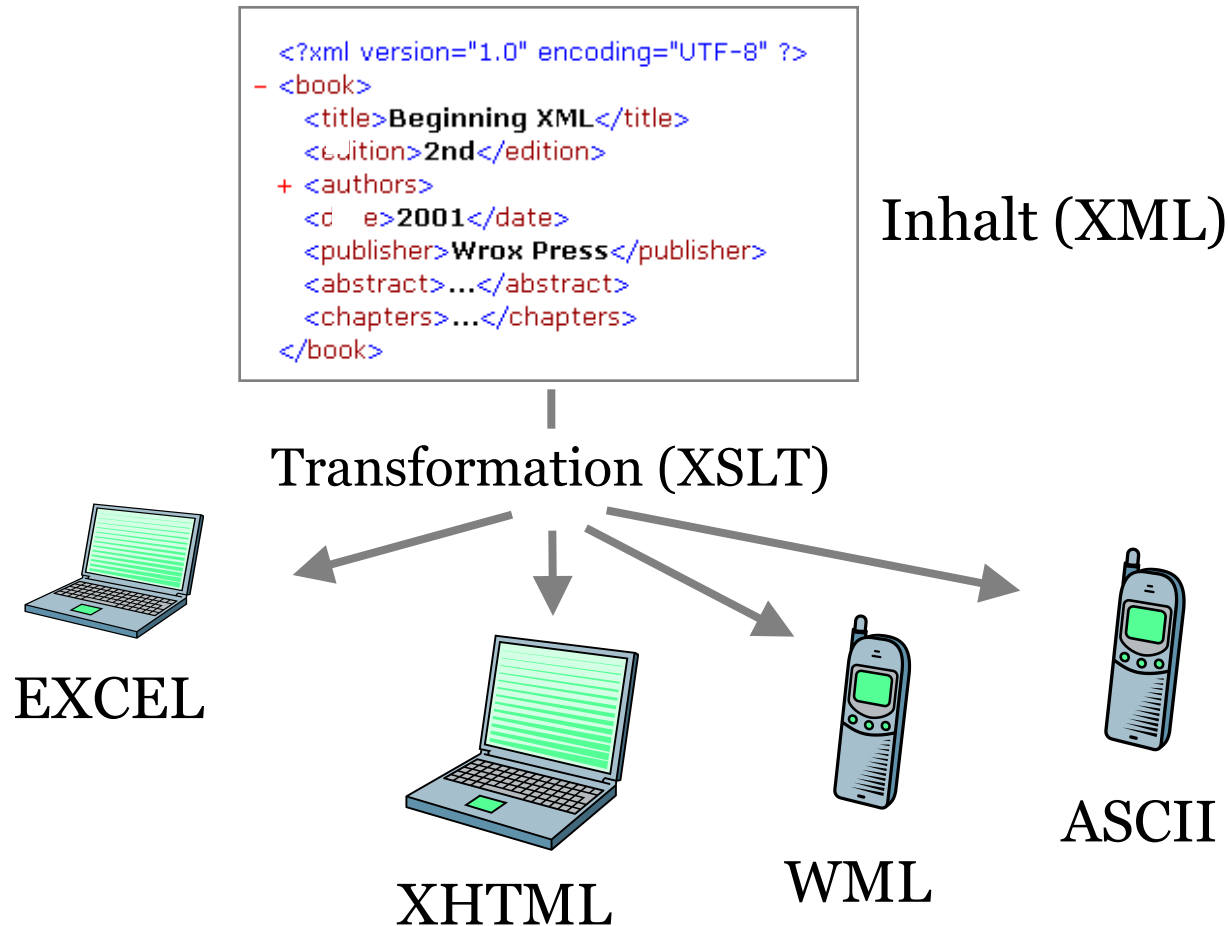 <?xml version="1.0" encoding="UTF-8" ?>
- <book>
<title>Beginning XML</title>
<edition>2nd</edition>
+ <authors>
<d e>2001</date>
<publisher>Wrox Press</publisher>
<abstract>...</abstract>
<chapters>...</chapters>
</book>
Inhalt (XML)
Transformation (XSLT)
EXCEL
XHTML
WML
ASCII